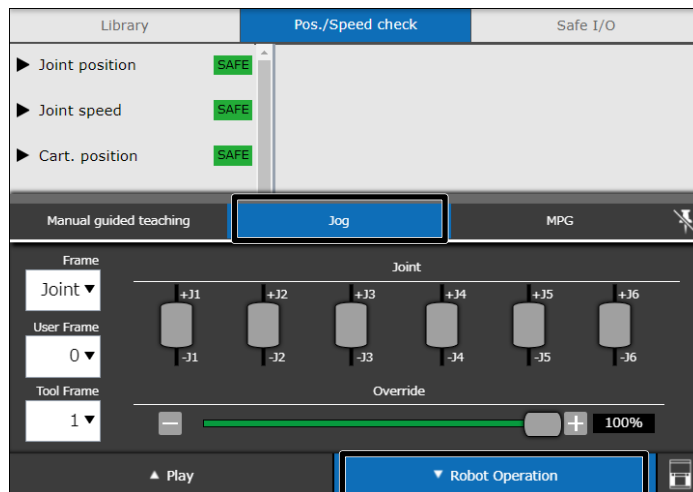 Library Pos./Speed check Safe I/O
▶ Joint position SAFE
▶ Joint speed SAFE
▶ Cart. position SAFE
Manual guided teaching Jog MPG
Frame
Joint ▼
User Frame
0 ▼
Tool Frame
1 ▼
Joint
+J1 +J2 +J3 +J4 +J5 +J6
-J1 -J2 -J3 -J4 -J5 -J6
Override
− + 100%
▲ Play ▼ Robot Operation